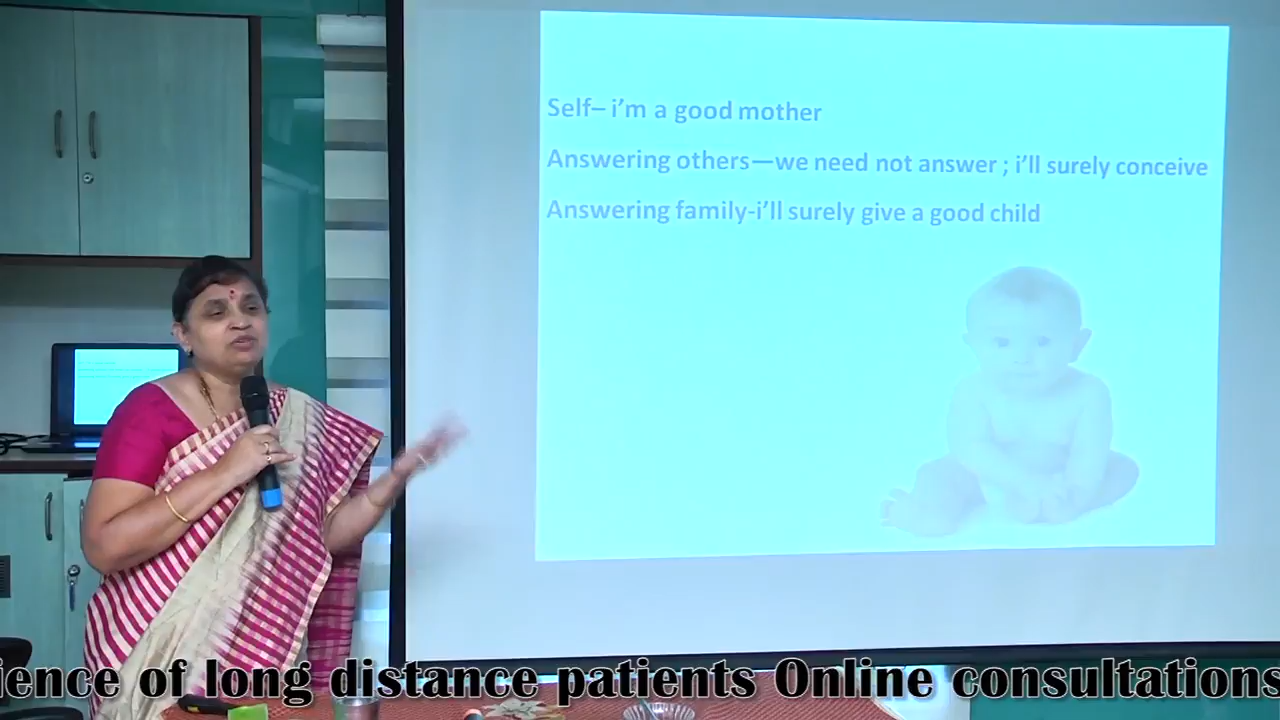 Self– i'm a good mother
Answering others—we need not answer ; i'll surely conceive
Answering family-i'll surely give a good child
ience of long distance patients Online consultations